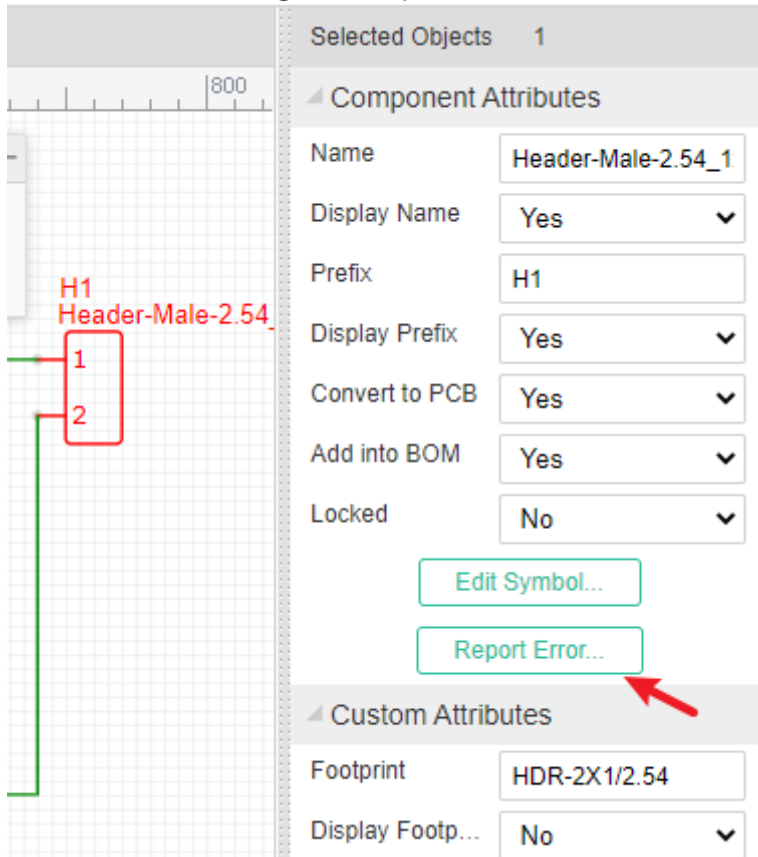 Selected Objects 1
800
Component Attributes
Name Header-Male-2.54_1
Display Name Yes
H1
Header-Male-2.54_
1
2
Prefix H1
Display Prefix Yes
Convert to PCB Yes
Add into BOM Yes
Locked No
Edit Symbol...
Report Error...
Custom Attributes
Footprint HDR-2X1/2.54
Display Footp... No